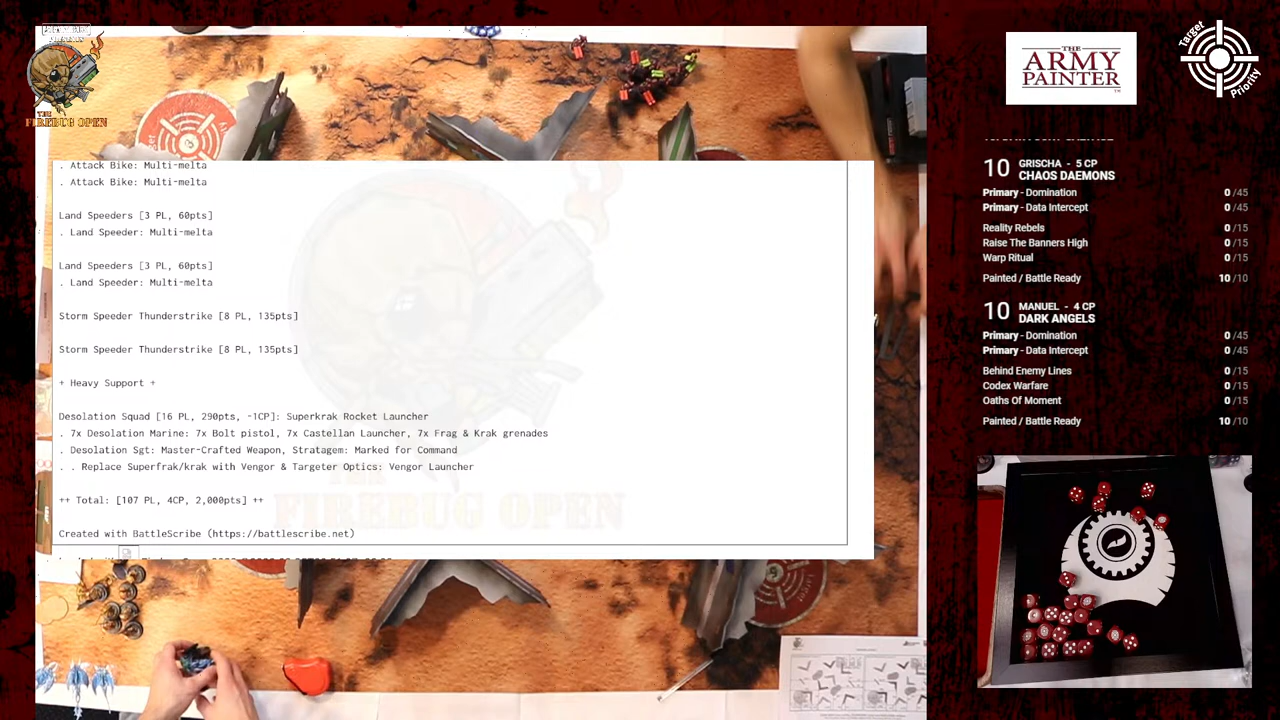 THE
FIREBUG OPEN
. Attack Bike: Multi-melta
. Attack Bike: Multi-melta
Land Speeders [3 PL, 60pts]
. Land Speeder: Multi-melta
Land Speeders [3 PL, 60pts]
. Land Speeder: Multi-melta
Storm Speeder Thunderstrike [8 PL, 135pts]
Storm Speeder Thunderstrike [8 PL, 135pts]
+ Heavy Support +
Desolation Squad [16 PL, 290pts, -1CP]: Superkrak Rocket Launcher
. 7x Desolation Marine: 7x Bolt pistol, 7x Castellan Launcher, 7x Frag & Krak grenades
. Desolation Sgt: Master-Crafted Weapon, Stratagem: Marked for Command
. . Replace Superfrak/krak with Vengor & Targeter Optics: Vengor Launcher
++ Total: [107 PL, 4CP, 2,000pts] ++
FIREBUG OPEN
Created with BattleScribe (https://battlescribe.net)
THE
ARMY
PAINTER
Target
Priority
10 GRISCHA - 5 CP
CHAOS DAEMONS
Primary - Domination 0/45
Primary - Data Intercept 0/45
Reality Rebels 0/15
Raise The Banners High 0/15
Warp Ritual 0/15
Painted / Battle Ready 10/10
10 MANUEL - 4 CP
DARK ANGELS
Primary - Domination 0/45
Primary - Data Intercept 0/45
Behind Enemy Lines 0/15
Codex Warfare 0/15
Oaths Of Moment 0/15
Painted / Battle Ready 10/10